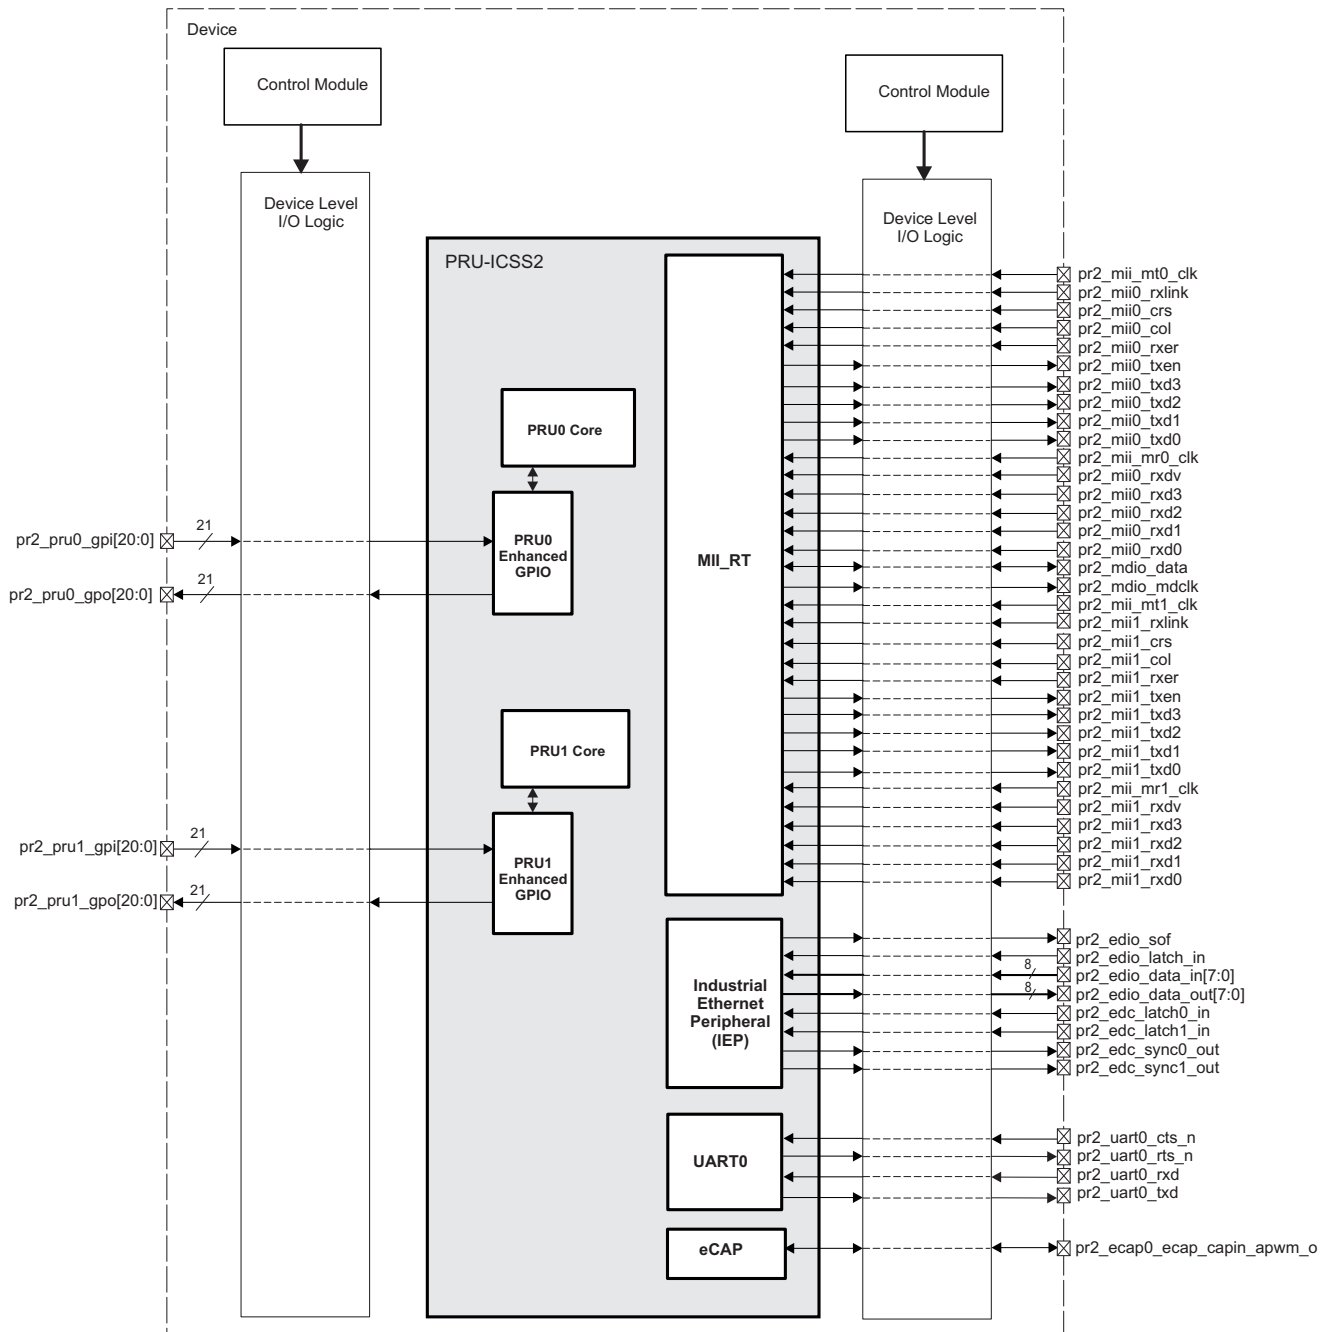 Device
Control Module
Control Module
Device Level
I/O Logic
Device Level
I/O Logic
PRU-ICSS2
PRU0 Core
PRU0
Enhanced
GPIO
PRU1 Core
PRU1
Enhanced
GPIO
MII_RT
Industrial
Ethernet
Peripheral
(IEP)
UART0
eCAP
pr2_pru0_gpi[20:0]
21
pr2_pru0_gpo[20:0]
21
pr2_pru1_gpi[20:0]
21
pr2_pru1_gpo[20:0]
21
pr2_mii_mt0_clk
pr2_mii0_rxlink
pr2_mii0_crs
pr2_mii0_col
pr2_mii0_rxer
pr2_mii0_txen
pr2_mii0_txd3
pr2_mii0_txd2
pr2_mii0_txd1
pr2_mii0_txd0
pr2_mii_mr0_clk
pr2_mii0_rxdv
pr2_mii0_rxd3
pr2_mii0_rxd2
pr2_mii0_rxd1
pr2_mii0_rxd0
pr2_mdio_data
pr2_mdio_mdclk
pr2_mii_mt1_clk
pr2_mii1_rxlink
pr2_mii1_crs
pr2_mii1_col
pr2_mii1_rxer
pr2_mii1_txen
pr2_mii1_txd3
pr2_mii1_txd2
pr2_mii1_txd1
pr2_mii1_txd0
pr2_mii_mr1_clk
pr2_mii1_rxdv
pr2_mii1_rxd3
pr2_mii1_rxd2
pr2_mii1_rxd1
pr2_mii1_rxd0
pr2_edio_sof
pr2_edio_latch_in
8
pr2_edio_data_in[7:0]
8
pr2_edio_data_out[7:0]
pr2_edc_latch0_in
pr2_edc_latch1_in
pr2_edc_sync0_out
pr2_edc_sync1_out
pr2_uart0_cts_n
pr2_uart0_rts_n
pr2_uart0_rxd
pr2_uart0_txd
pr2_ecap0_ecap_capin_apwm_o